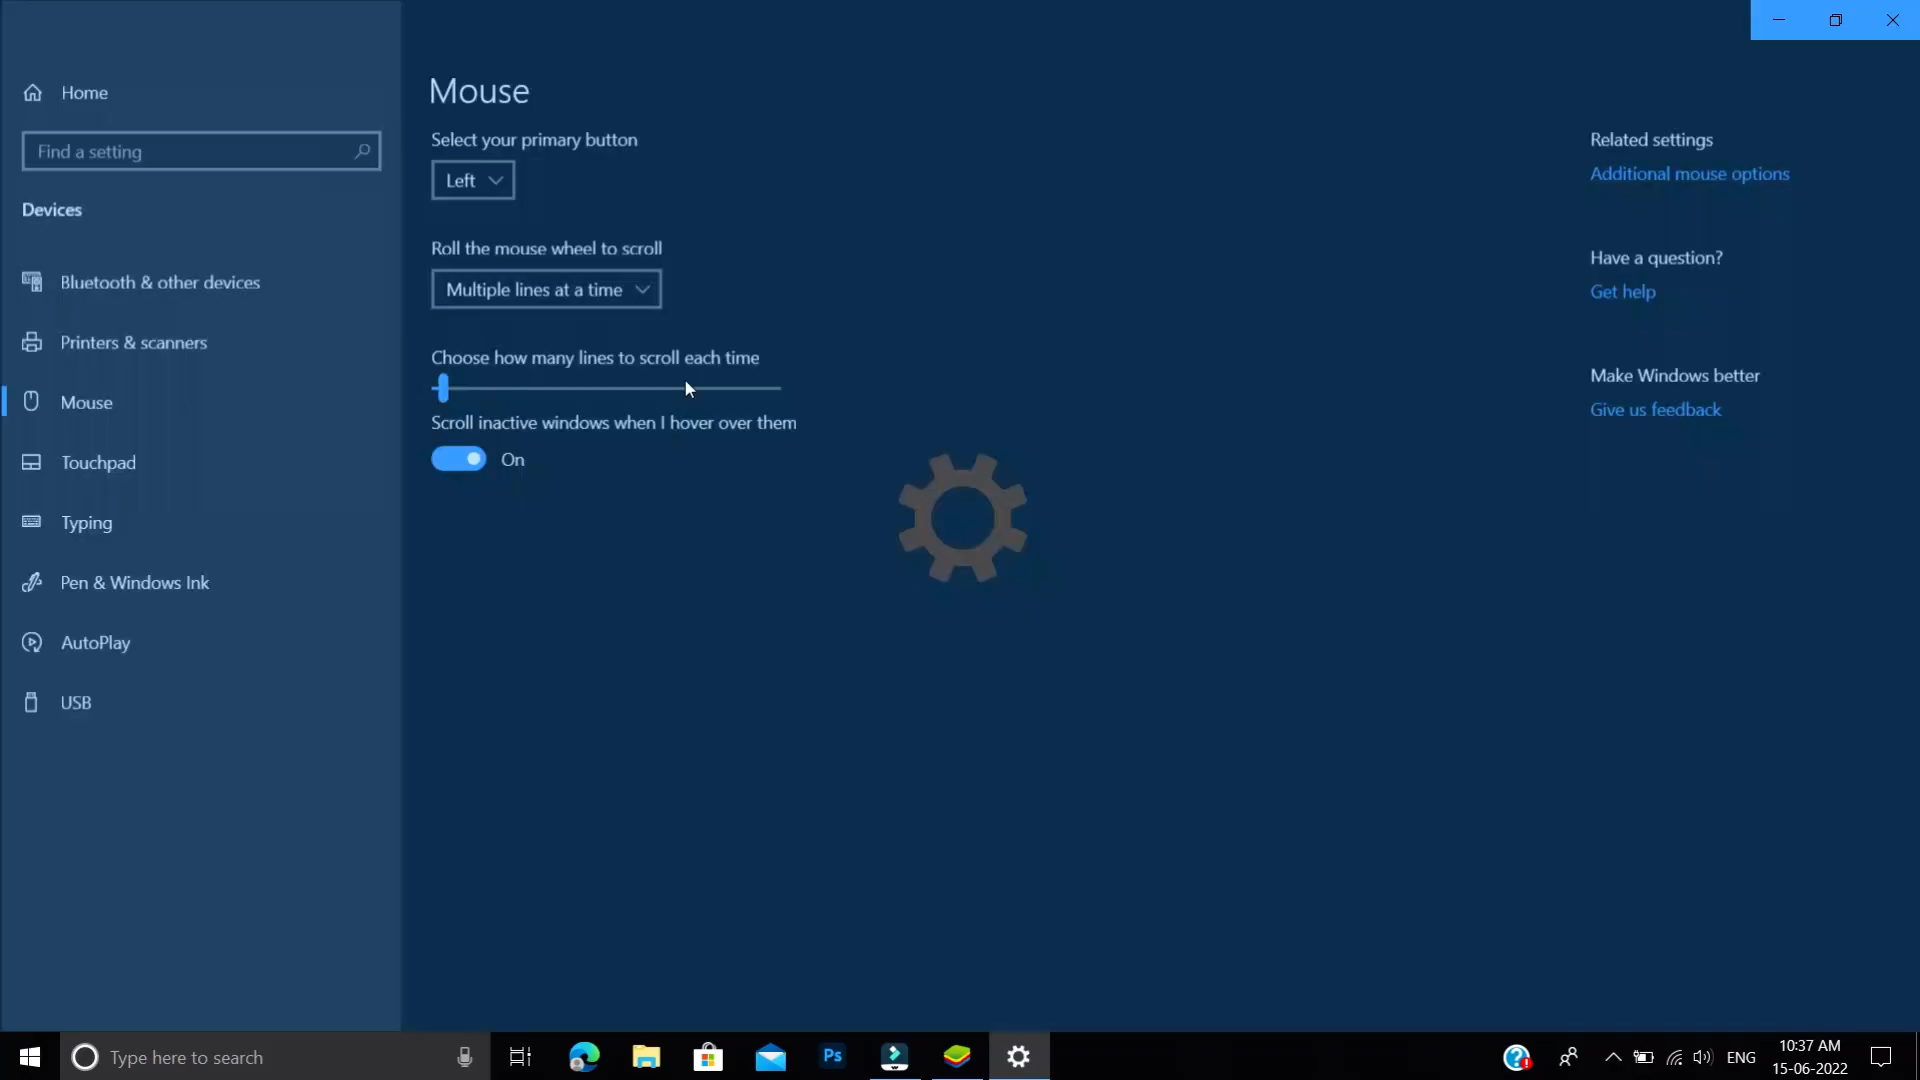 Home
Find a setting
Devices
Bluetooth & other devices
Printers & scanners
Mouse
Touchpad
Typing
Pen & Windows Ink
AutoPlay
USB
Mouse
Select your primary button
Left
Roll the mouse wheel to scroll
Multiple lines at a time
Choose how many lines to scroll each time
Scroll inactive windows when I hover over them
On
Related settings
Additional mouse options
Have a question?
Get help
Make Windows better
Give us feedback
Type here to search
Ps
ENG
10:37 AM
15-06-2022